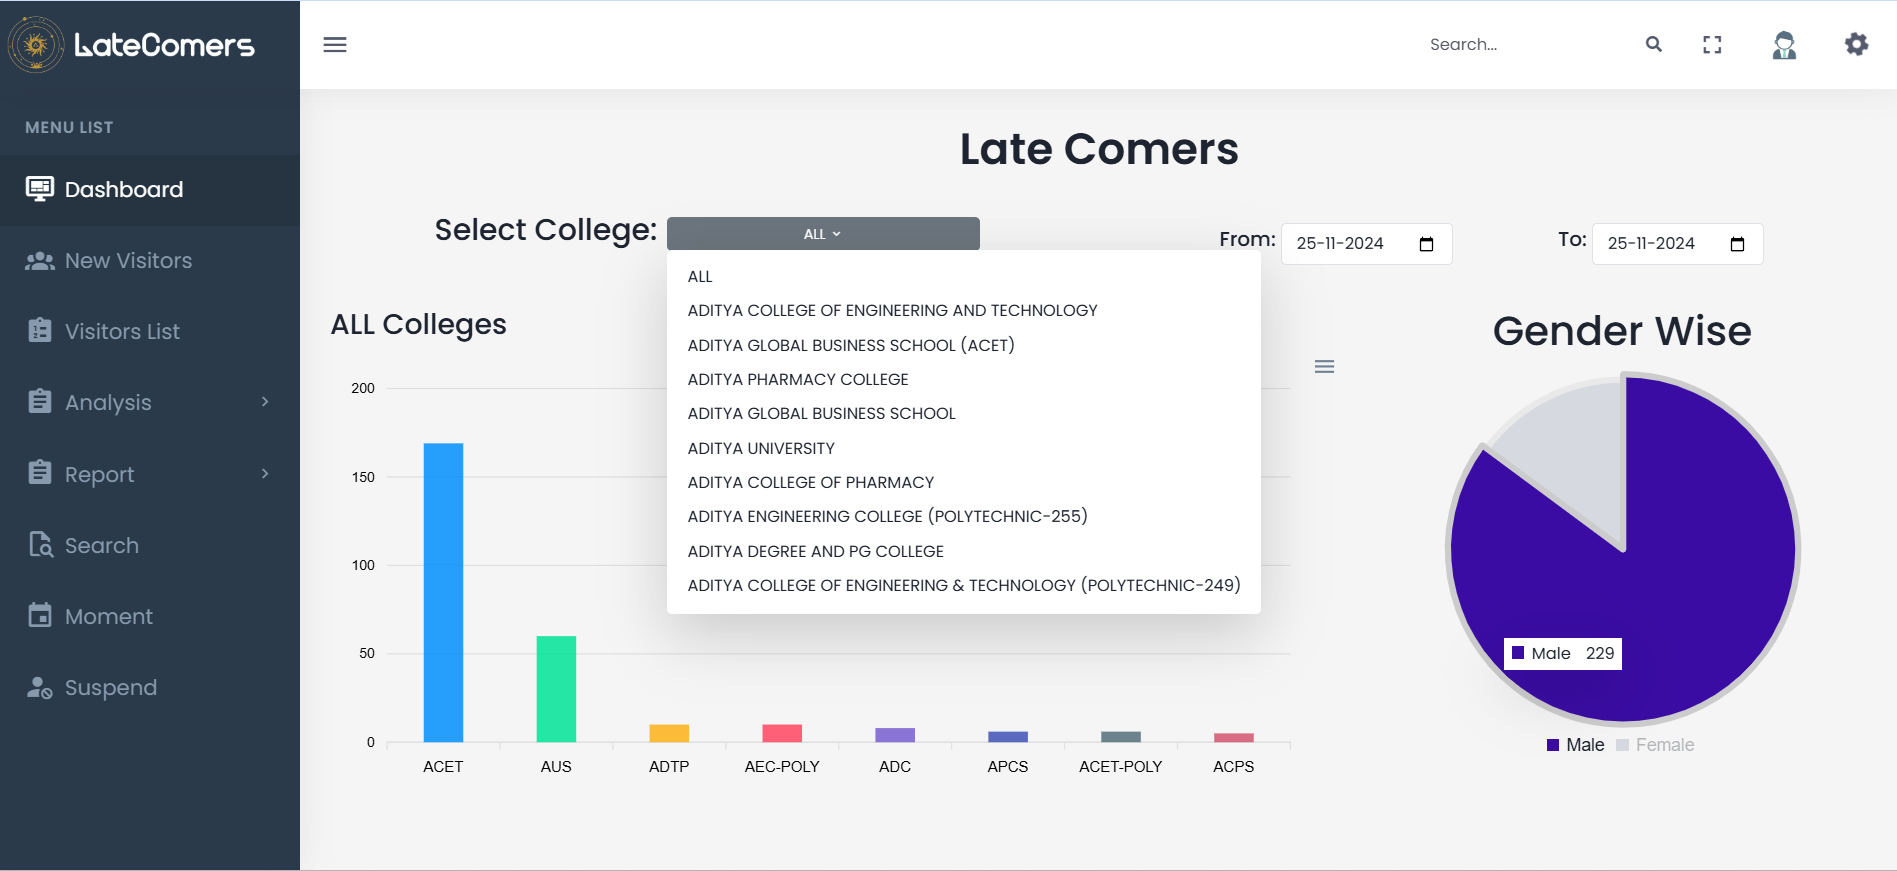 LateComers
MENU LIST
Dashboard
New Visitors
Visitors List
Analysis
Report
Search
Moment
Suspend
Search...
Late Comers
Select College:
ALL
From:
25-11-2024
To:
25-11-2024
ALL
ADITYA COLLEGE OF ENGINEERING AND TECHNOLOGY
ADITYA GLOBAL BUSINESS SCHOOL (ACET)
ADITYA PHARMACY COLLEGE
ADITYA GLOBAL BUSINESS SCHOOL
ADITYA UNIVERSITY
ADITYA COLLEGE OF PHARMACY
ADITYA ENGINEERING COLLEGE (POLYTECHNIC-255)
ADITYA DEGREE AND PG COLLEGE
ADITYA COLLEGE OF ENGINEERING & TECHNOLOGY (POLYTECHNIC-249)
ALL Colleges
200
150
100
50
0
ACET
AUS
ADTP
AEC-POLY
ADC
APCS
ACET-POLY
ACPS
Gender Wise
Male 229
Male
Female